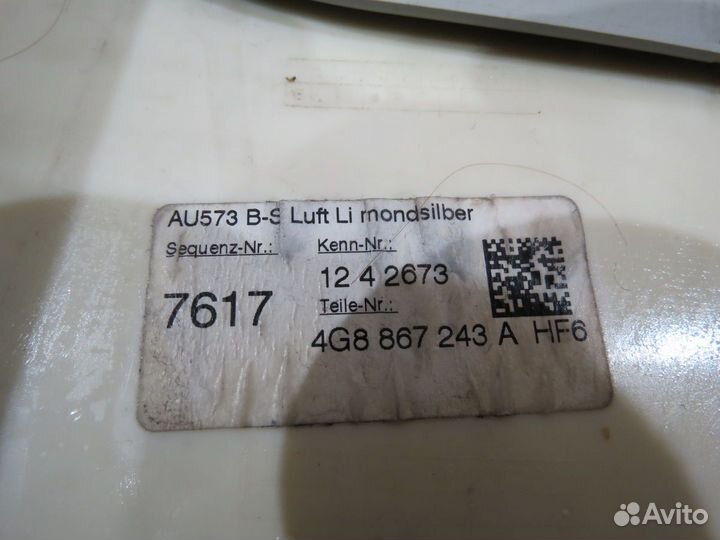 AU573 B-S Luft Li mondsilber
Sequenz-Nr.: Kenn-Nr.:
7617 12 4 2673
Teile-Nr.:
4G8 867 243 A HF6
Avito